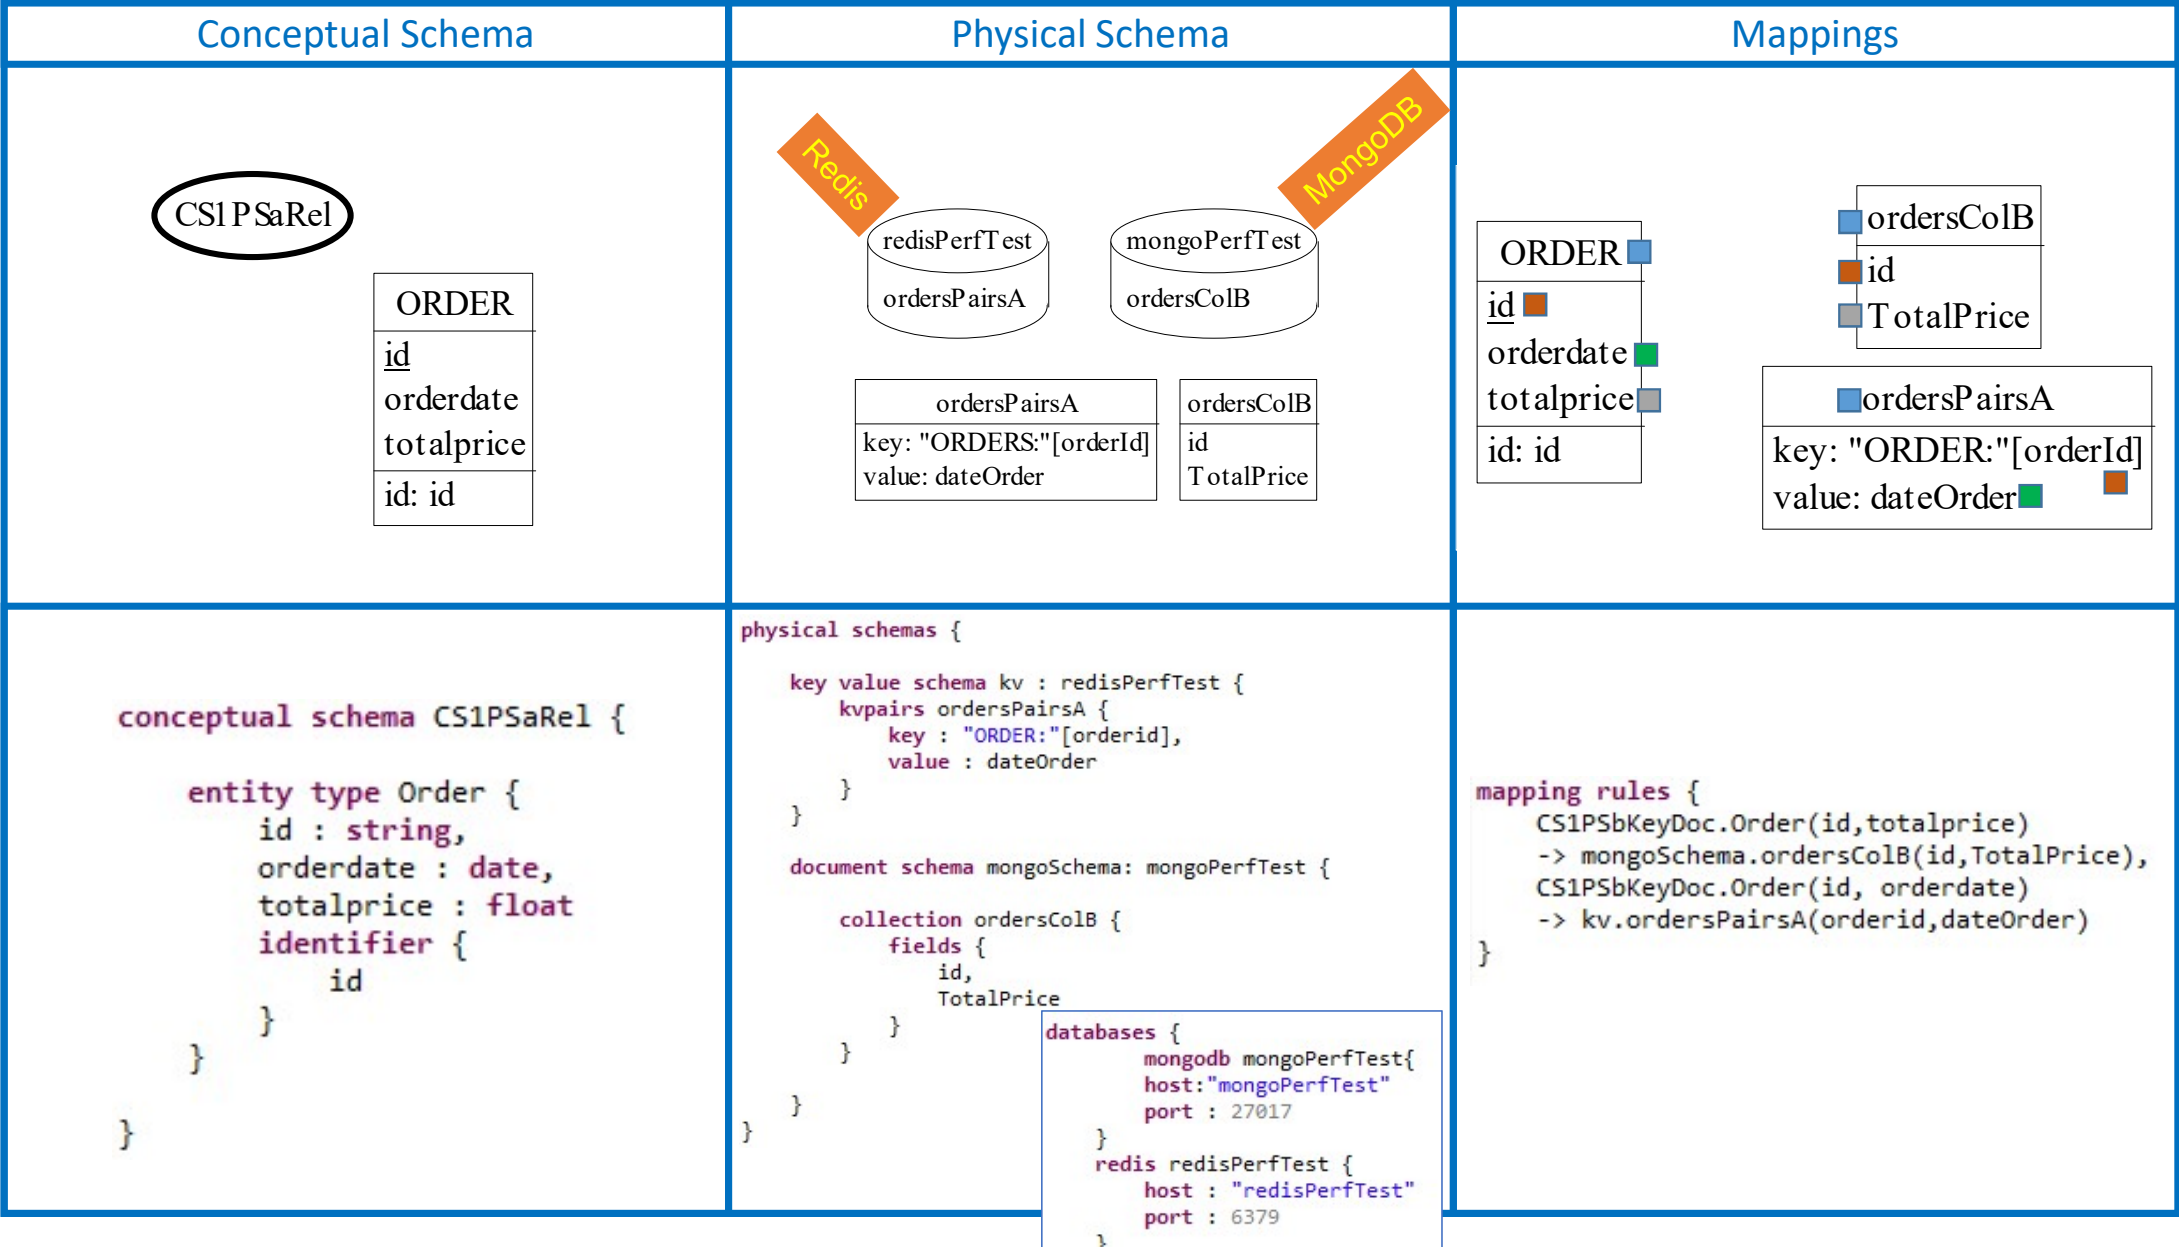 Conceptual Schema
Physical Schema
Mappings
CS1PSaRel
ORDER
id
orderdate
totalprice
id: id
Redis
MongoDB
redisPerfTest
ordersPairsA
mongoPerfTest
ordersColB
ordersPairsA
key: "ORDERS:"[orderId]
value: dateOrder
ordersColB
id
TotalPrice
ORDER
id
orderdate
totalprice
id: id
ordersColB
id
TotalPrice
ordersPairsA
key: "ORDER:"[orderId]
value: dateOrder
conceptual schema CS1PSaRel {
entity type Order {
id : string,
orderdate : date,
totalprice : float
identifier {
id
}
}
}
physical schemas {
key value schema kv : redisPerfTest {
kvpairs ordersPairsA {
key : "ORDER:"[orderid],
value : dateOrder
}
}
document schema mongoSchema: mongoPerfTest {
collection ordersColB {
fields {
id,
TotalPrice
}
}
}
}
databases {
mongodb mongoPerfTest{
host:"mongoPerfTest"
port : 27017
}
redis redisPerfTest {
host : "redisPerfTest"
port : 6379
}
mapping rules {
CS1PSbKeyDoc.Order(id,totalprice)
-> mongoSchema.ordersColB(id,TotalPrice),
CS1PSbKeyDoc.Order(id, orderdate)
-> kv.ordersPairsA(orderid,dateOrder)
}